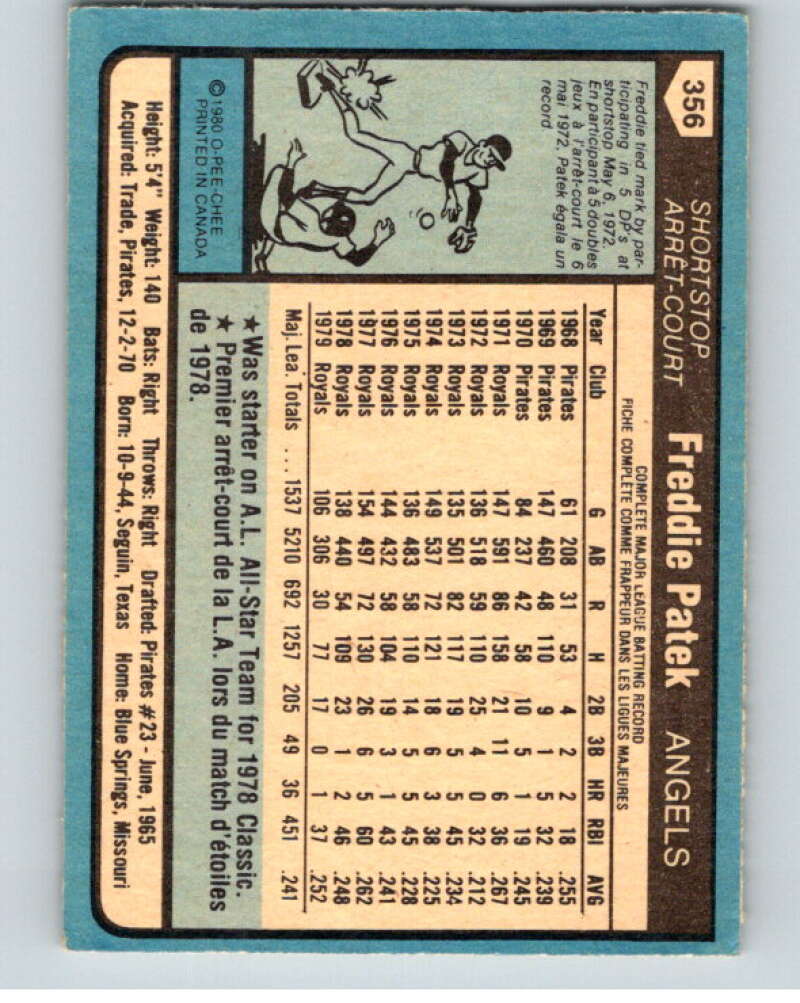 356
SHORTSTOP
ARRÊT-COURT
Freddie Patek
ANGELS
Freddie tied mark by par-
ticipating in 5 DP's at
shortstop May 6, 1972.
En participant à 5 doubles
jeux à l'arrêt-court le 6
mai 1972, Patek égala un
record.
© 1980 O-PEE-CHEE
PRINTED IN CANADA
COMPLETE MAJOR LEAGUE BATTING RECORD
FICHE COMPLÈTE COMME FRAPPEUR DANS LES LIGUES MAJEURES
Year Club G AB R H 2B 3B HR RBI AVG
1968 Pirates 61 208 31 53 4 2 2 18 .255
1969 Pirates 147 460 48 110 9 1 5 32 .239
1970 Pirates 84 237 42 58 10 5 1 19 .245
1971 Royals 147 591 86 158 21 11 6 36 .267
1972 Royals 136 518 59 110 25 4 0 32 .212
1973 Royals 135 501 82 117 19 5 5 45 .234
1974 Royals 149 537 72 121 18 6 3 38 .225
1975 Royals 136 483 58 110 14 5 5 45 .228
1976 Royals 144 432 58 104 19 3 1 43 .241
1977 Royals 154 497 72 130 26 6 5 60 .262
1978 Royals 138 440 54 109 23 1 2 46 .248
1979 Royals 106 306 30 77 17 0 1 37 .252
Maj. Lea. Totals ... 1537 5210 692 1257 205 49 36 451 .241
★ Was starter on A.L. All-Star Team for 1978 Classic.
★ Premier arrêt-court de la L.A. lors du match d'étoiles
de 1978.
Height: 5'4" Weight: 140 Bats: Right Throws: Right Drafted: Pirates #23 - June, 1965
Acquired: Trade, Pirates, 12-2-70 Born: 10-9-44, Seguin, Texas Home: Blue Springs, Missouri